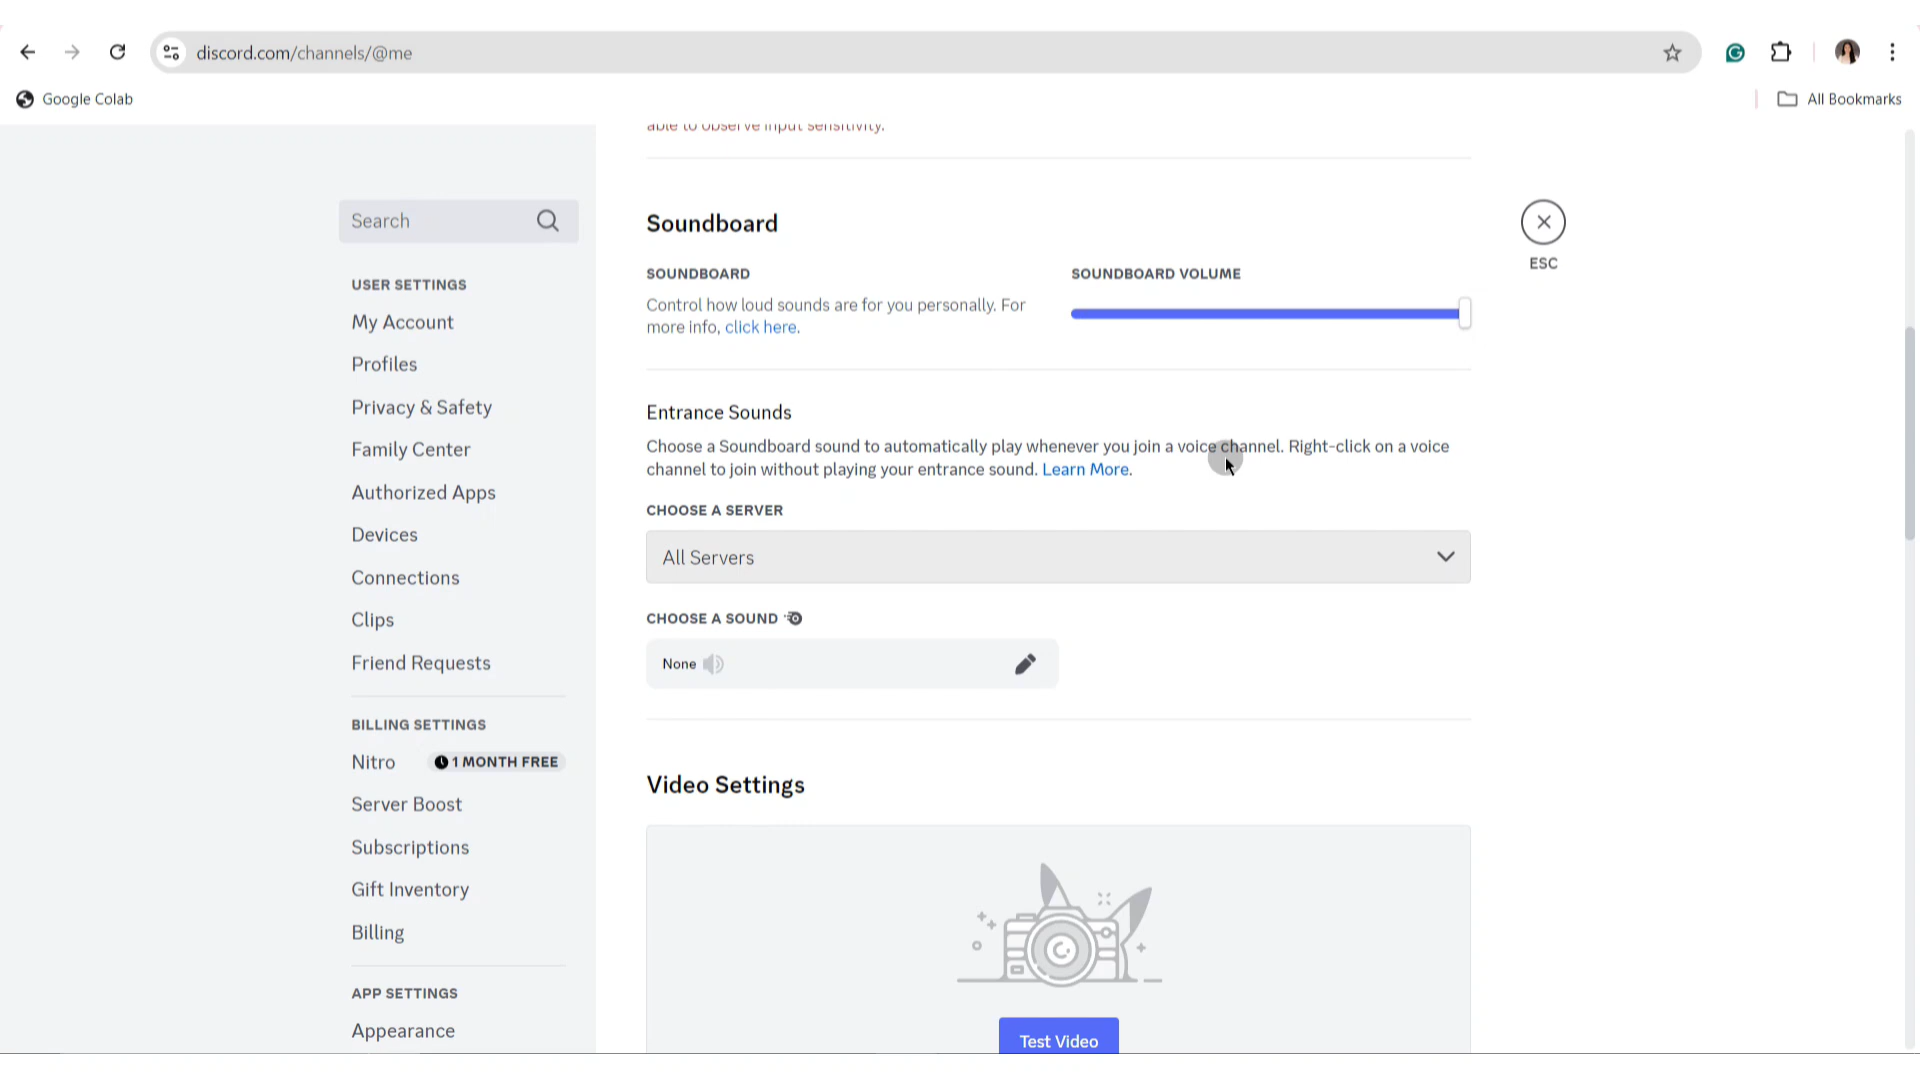 discord.com/channels/@me
Google Colab
All Bookmarks
able to observe input sensitivity.
Search
ESC
USER SETTINGS
My Account
Profiles
Privacy & Safety
Family Center
Authorized Apps
Devices
Connections
Clips
Friend Requests
BILLING SETTINGS
Nitro
1 MONTH FREE
Server Boost
Subscriptions
Gift Inventory
Billing
APP SETTINGS
Appearance
Soundboard
SOUNDBOARD
Control how loud sounds are for you personally. For
more info, click here.
SOUNDBOARD VOLUME
Entrance Sounds
Choose a Soundboard sound to automatically play whenever you join a voice channel. Right-click on a voice
channel to join without playing your entrance sound. Learn More.
CHOOSE A SERVER
All Servers
CHOOSE A SOUND
None
Video Settings
Test Video